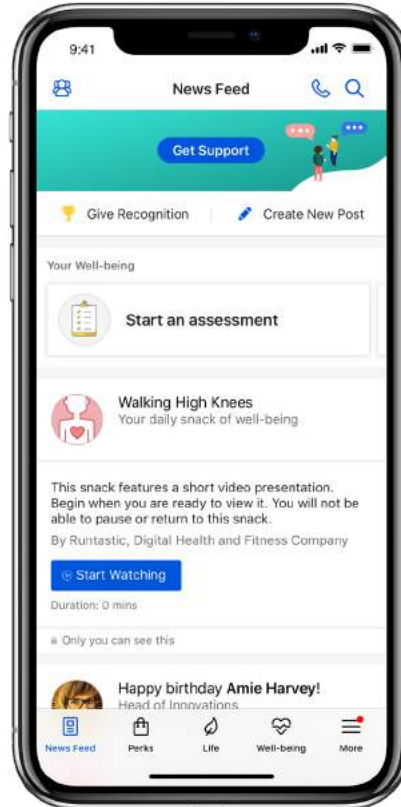 9:41
News Feed
Get Support
Give Recognition
Create New Post
Your Well-being
Start an assessment
Walking High Knees
Your daily snack of well-being
This snack features a short video presentation.
Begin when you are ready to view it. You will not be
able to pause or return to this snack.
By Runtastic, Digital Health and Fitness Company
Start Watching
Duration: 0 mins
Only you can see this
Happy birthday Amie Harvey!
Head of Innovations
News Feed
Perks
Life
Well-being
More